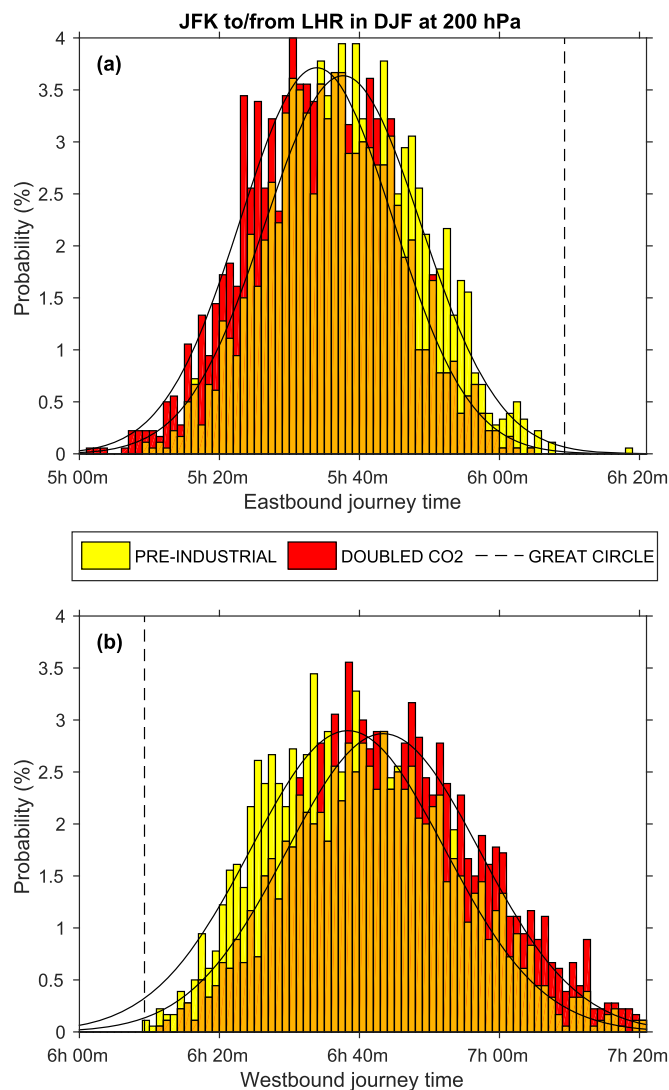 JFK to/from LHR in DJF at 200 hPa
(a)
Probability (%)
4
3.5
3
2.5
2
1.5
1
0.5
0
5h 00m 5h 20m 5h 40m 6h 00m 6h 20m
Eastbound journey time
PRE-INDUSTRIAL DOUBLED CO2 GREAT CIRCLE
(b)
Probability (%)
4
3.5
3
2.5
2
1.5
1
0.5
0
6h 00m 6h 20m 6h 40m 7h 00m 7h 20m
Westbound journey time